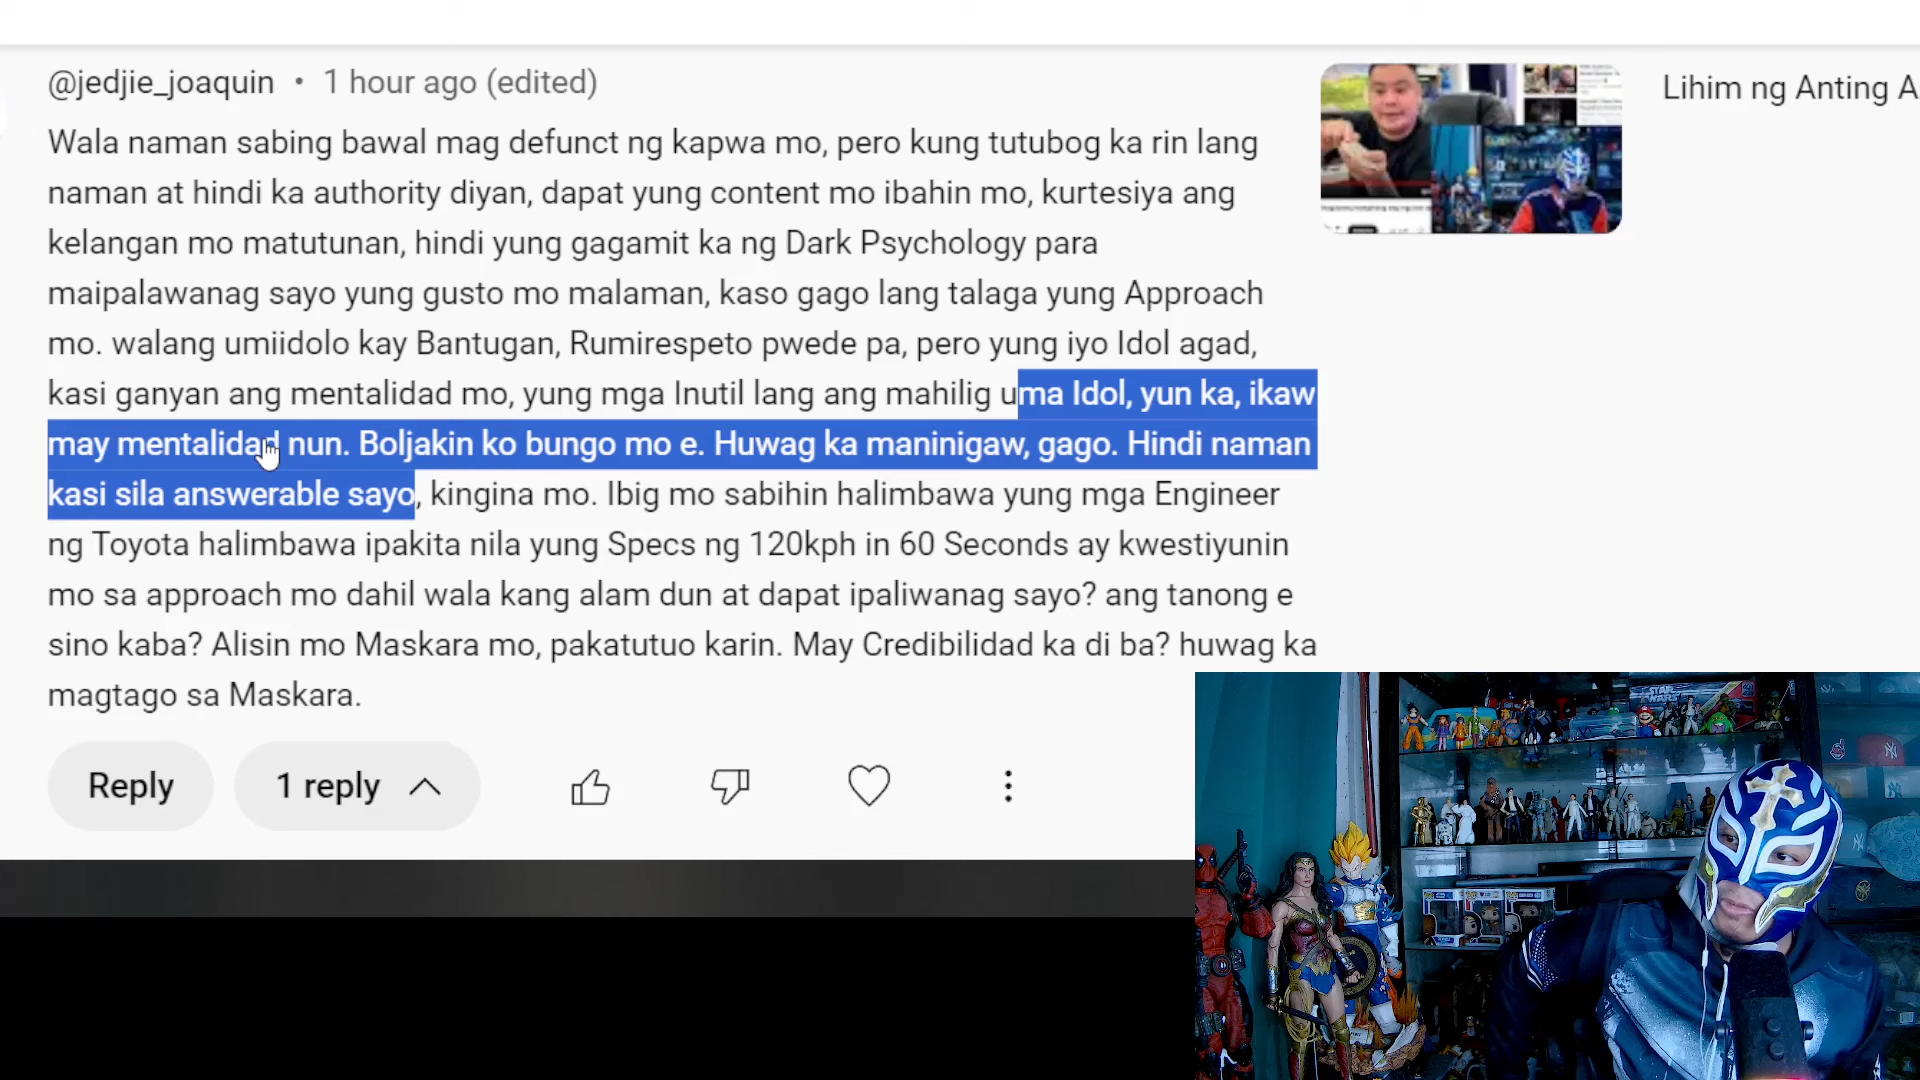 @jedjie_joaquin • 1 hour ago (edited)
Wala naman sabing bawal mag defunct ng kapwa mo, pero kung tutubog ka rin lang
naman at hindi ka authority diyan, dapat yung content mo ibahin mo, kurtesiya ang
kelangan mo matutunan, hindi yung gagamit ka ng Dark Psychology para
maipalawanag sayo yung gusto mo malaman, kaso gago lang talaga yung Approach
mo. walang umiidolo kay Bantugan, Rumirespeto pwede pa, pero yung iyo Idol agad,
kasi ganyan ang mentalidad mo, yung mga Inutil lang ang mahilig uma Idol, yun ka, ikaw
may mentalidad nun. Boljakin ko bungo mo e. Huwag ka maninigaw, gago. Hindi naman
kasi sila answerable sayo, kingina mo. Ibig mo sabihin halimbawa yung mga Engineer
ng Toyota halimbawa ipakita nila yung Specs ng 120kph in 60 Seconds ay kwestiyunin
mo sa approach mo dahil wala kang alam dun at dapat ipaliwanag sayo? ang tanong e
sino kaba? Alisin mo Maskara mo, pakatutuo karin. May Credibilidad ka di ba? huwag ka
magtago sa Maskara.
Reply
1 reply
Lihim ng Anting A
STAR WARS